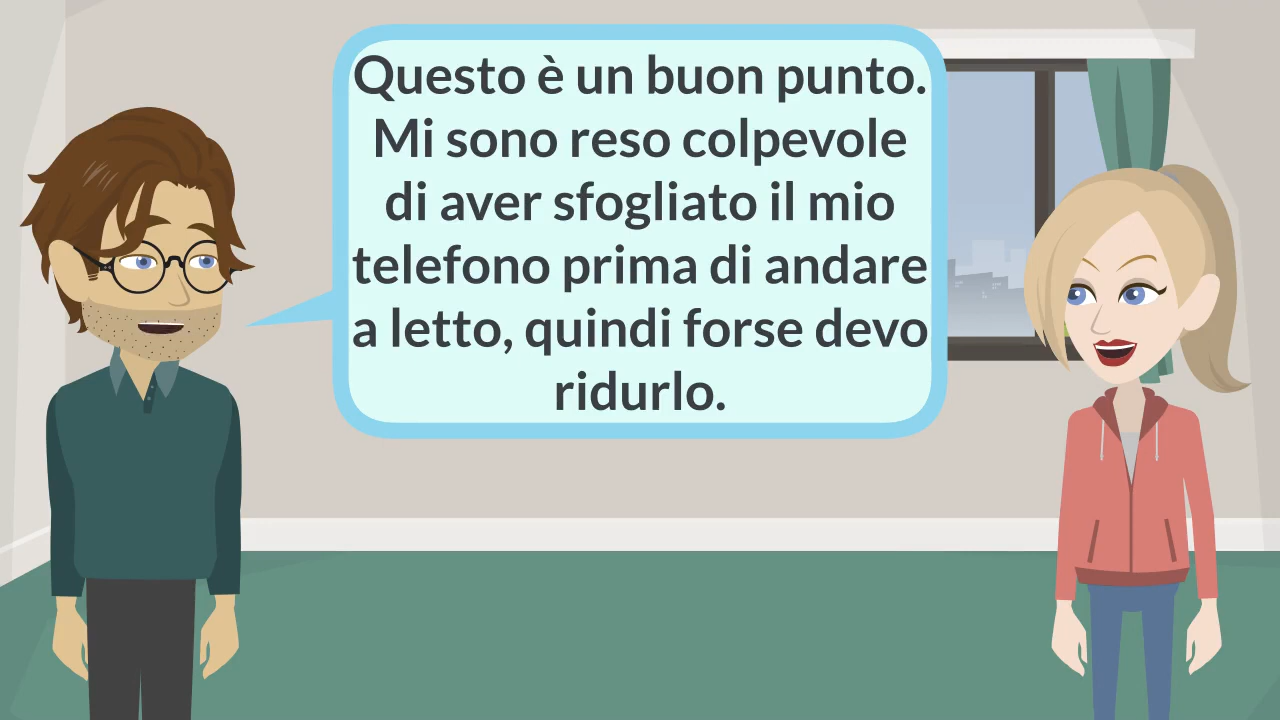 Questo è un buon punto.
Mi sono reso colpevole
di aver sfogliato il mio
telefono prima di andare
a letto, quindi forse devo
ridurlo.